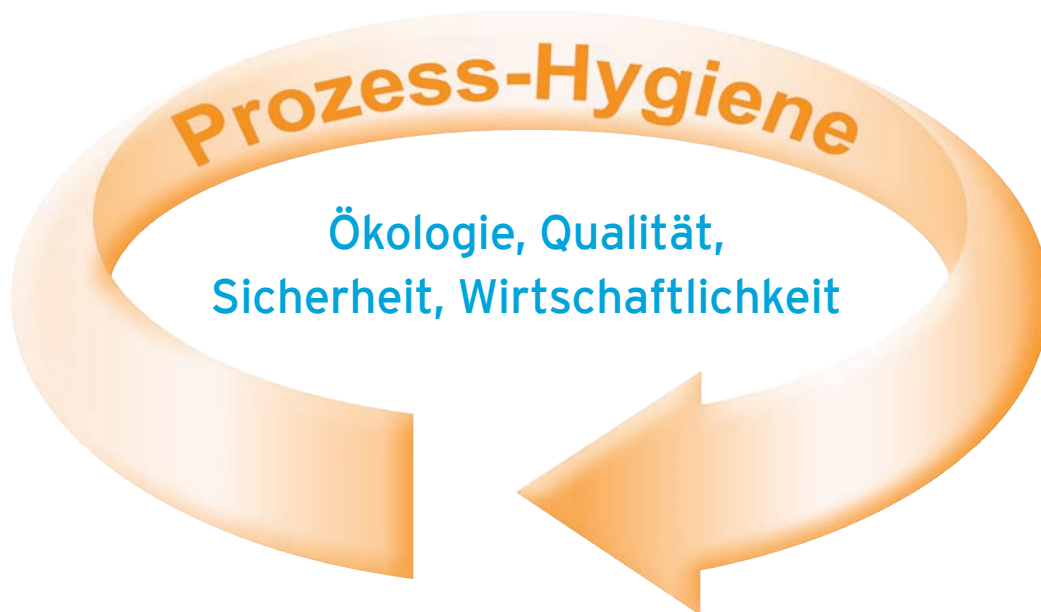 Prozess-Hygiene
Ökologie, Qualität,
Sicherheit, Wirtschaftlichkeit